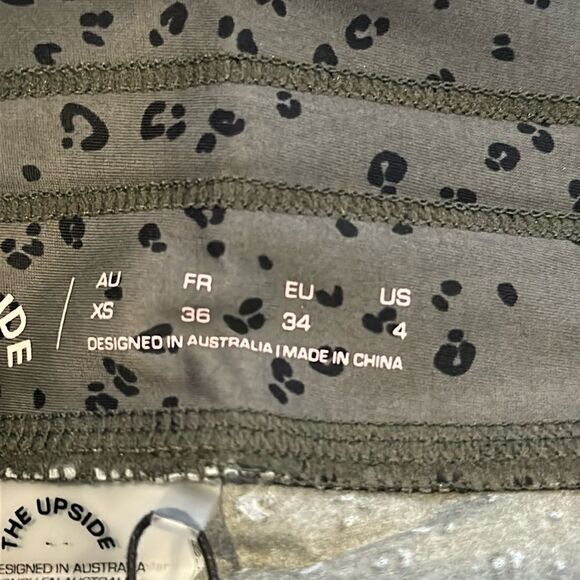 IDE
AU FR EU US
XS 36 34 4
DESIGNED IN AUSTRALIA | MADE IN CHINA
THE UPSIDE
ESIGNED IN AUSTRA